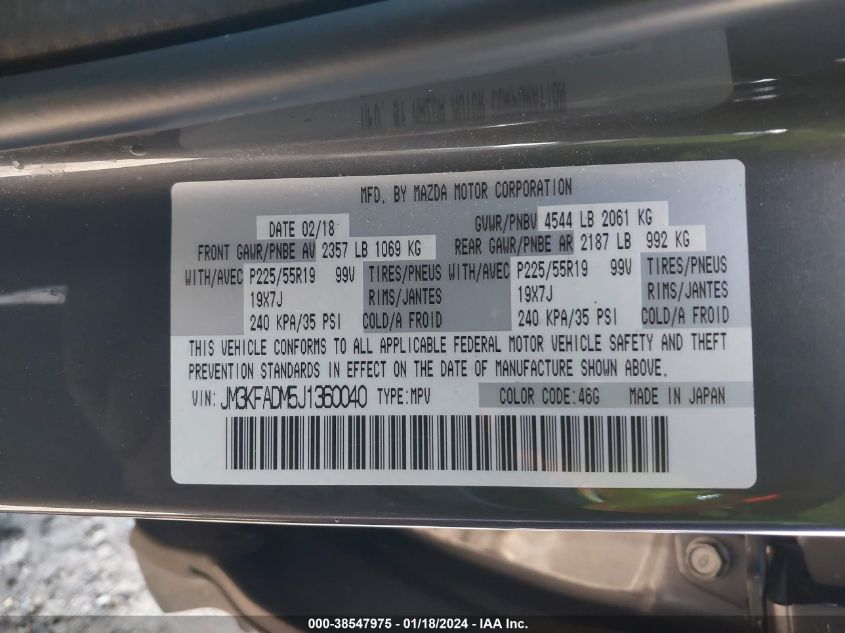 MFD. BY MAZDA MOTOR CORPORATION
DATE 02/18 GVWR/PNBV 4544 LB 2061 KG
FRONT GAWR/PNBE AV 2357 LB 1069 KG REAR GAWR/PNBE AR 2187 LB 992 KG
WITH/AVEC P225/55R19 99V TIRES/PNEUS WITH/AVEC P225/55R19 99V TIRES/PNEUS
19X7J RIMS/JANTES 19X7J RIMS/JANTES
240 KPA/35 PSI COLD/A FROID 240 KPA/35 PSI COLD/A FROID
THIS VEHICLE CONFORMS TO ALL APPLICABLE FEDERAL MOTOR VEHICLE SAFETY AND THEFT
PREVENTION STANDARDS IN EFFECT ON THE DATE OF MANUFACTURE SHOWN ABOVE.
VIN: JM3KFADM5J1360040 TYPE:MPV COLOR CODE:46G MADE IN JAPAN
000-38547975 - 01/18/2024 - IAA Inc.